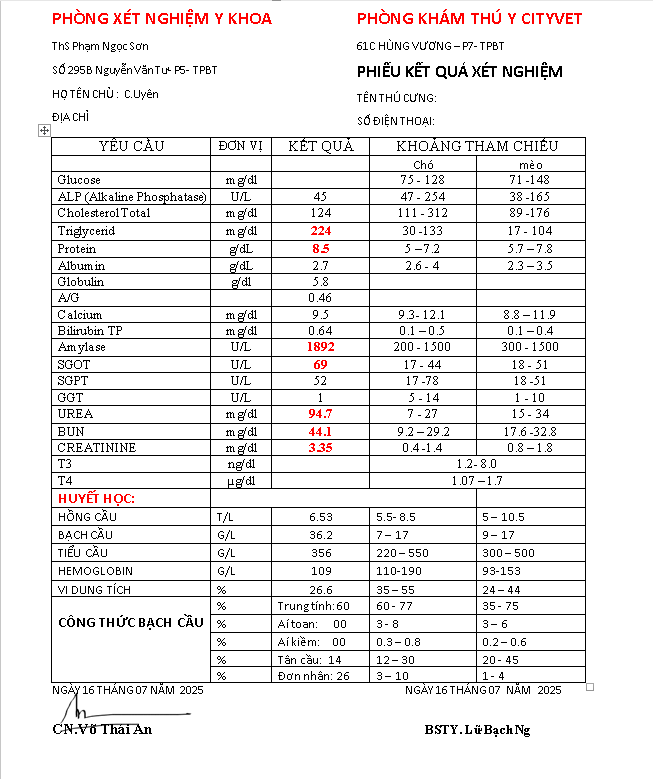 PHÒNG XÉT NGHIỆM Y KHOA PHÒNG KHÁM THÚ Y CITYVET
ThS Phạm Ngọc Sơn 61C HÙNG VƯƠNG – P7- TPBT
SỐ 295B Nguyễn Văn Tư- P5- TPBT PHIẾU KẾT QUẢ XÉT NGHIỆM
HỌ TÊN CHỦ : C.Uyên TÊN THÚ CƯNG:
ĐỊA CHỈ SỐ ĐIỆN THOẠI:
YÊU CẦU ĐƠN VỊ KẾT QUẢ KHOẢNG THAM CHIẾU
Chó mèo
Glucose mg/dl 75 - 128 71 -148
ALP (Alkaline Phosphatase) U/L 45 47 - 254 38 -165
Cholesterol Total mg/dl 124 111 - 312 89 -176
Triglycerid mg/dl 224 30 -133 17 - 104
Protein g/dL 8.5 5 –7.2 5.7 – 7.8
Albumin g/dL 2.7 2.6 - 4 2.3 – 3.5
Globulin g/dl 5.8
A/G 0.46
Calcium mg/dl 9.5 9.3- 12.1 8.8 – 11.9
Bilirubin TP mg/dl 0.64 0.1 – 0.5 0.1 – 0.4
Amylase U/L 1892 200 - 1500 300 - 1500
SGOT U/L 69 17 - 44 18 - 51
SGPT U/L 52 17 -78 18 -51
GGT U/L 1 5 - 14 1 - 10
UREA mg/dl 94.7 7 - 27 15 - 34
BUN mg/dl 44.1 9.2 – 29.2 17.6 -32.8
CREATININE mg/dl 3.35 0.4 -1.4 0.8 – 1.8
T3 ng/dl 1.2- 8.0
T4 µg/dl 1.07 – 1.7
HUYẾT HỌC:
HỒNG CẦU T/L 6.53 5.5- 8.5 5 – 10.5
BẠCH CẦU G/L 36.2 7 – 17 9 – 17
TIỂU CẦU G/L 356 220 – 550 300 – 500
HEMOGLOBIN G/L 109 110-190 93-153
VI DUNG TÍCH % 26.6 35 – 55 24 – 44
CÔNG THỨC BẠCH CẦU % Trung tính: 60 60 - 77 35 - 75
% Aí toan: 00 3 - 8 3 – 6
% Aí kiềm: 00 0.3 – 0.8 0.2 – 0.6
% Tân cầu: 14 12 – 30 20 - 45
% Đơn nhân: 26 3 – 10 1 - 4
NGÀY 16 THÁNG 07 NĂM 2025 NGÀY 16 THÁNG 07 NĂM 2025
CN.Võ Thái An BSTY. Lữ Bạch Ng